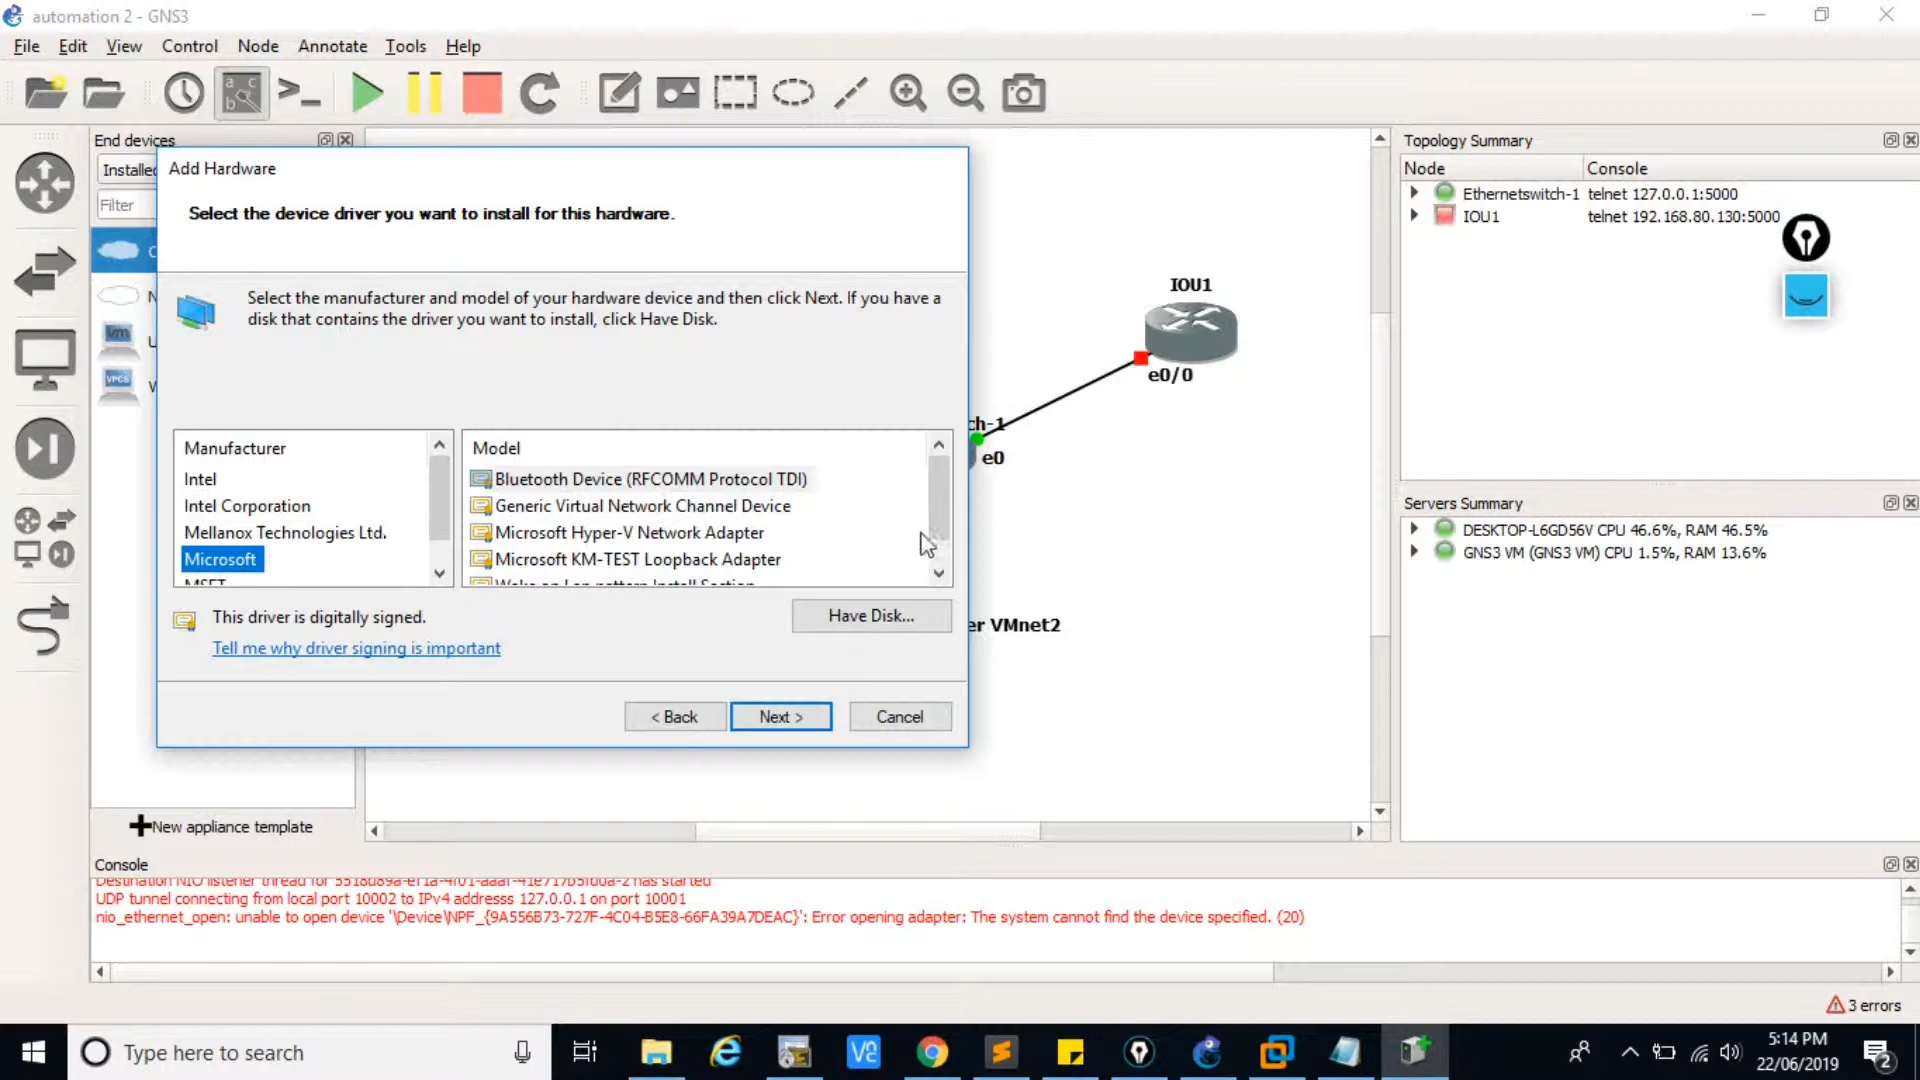 automation 2 - GNS3
File Edit View Control Node Annotate Tools Help
End devices
Installe
Filter
Add Hardware
Select the device driver you want to install for this hardware.
Select the manufacturer and model of your hardware device and then click Next. If you have a
disk that contains the driver you want to install, click Have Disk.
Manufacturer
Intel
Intel Corporation
Mellanox Technologies Ltd.
Microsoft
Model
Bluetooth Device (RFCOMM Protocol TDI)
Generic Virtual Network Channel Device
Microsoft Hyper-V Network Adapter
Microsoft KM-TEST Loopback Adapter
This driver is digitally signed.
Tell me why driver signing is important
Have Disk...
< Back
Next >
Cancel
New appliance template
IOU1
e0/0
ch-1
e0
er VMnet2
Topology Summary
Node Console
Ethernetswitch-1 telnet 127.0.0.1:5000
IOU1 telnet 192.168.80.130:5000
Servers Summary
DESKTOP-L6GD56V CPU 46.6%, RAM 46.5%
GNS3 VM (GNS3 VM) CPU 1.5%, RAM 13.6%
Console
UDP tunnel connecting from local port 10002 to IPv4 addresss 127.0.0.1 on port 10001
nio_ethernet_open: unable to open device '\Device\NPF_{9A556B73-727F-4C04-B5E8-66FA39A7DEAC}': Error opening adapter: The system cannot find the device specified. (20)
3 errors
Type here to search
5:14 PM
22/06/2019
2